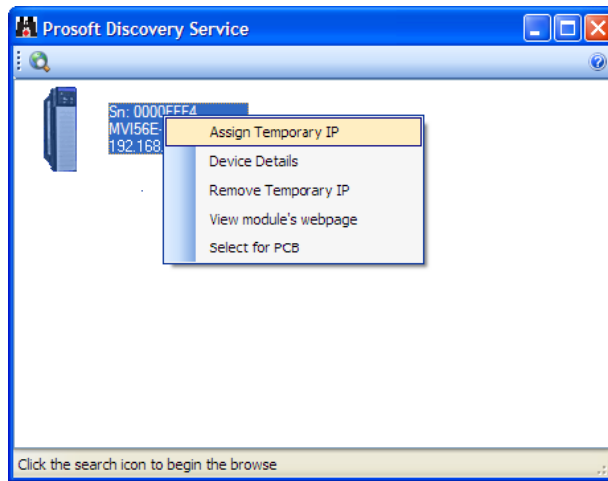 Prosoft Discovery Service
Sn: 0000FFF4
MVI56E-
192.168.
Assign Temporary IP
Device Details
Remove Temporary IP
View module's webpage
Select for PCB
Click the search icon to begin the browse